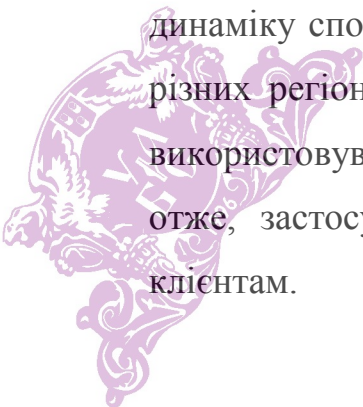 динаміку спо
різних регіон
використовув
отже, застосу
клієнтам.